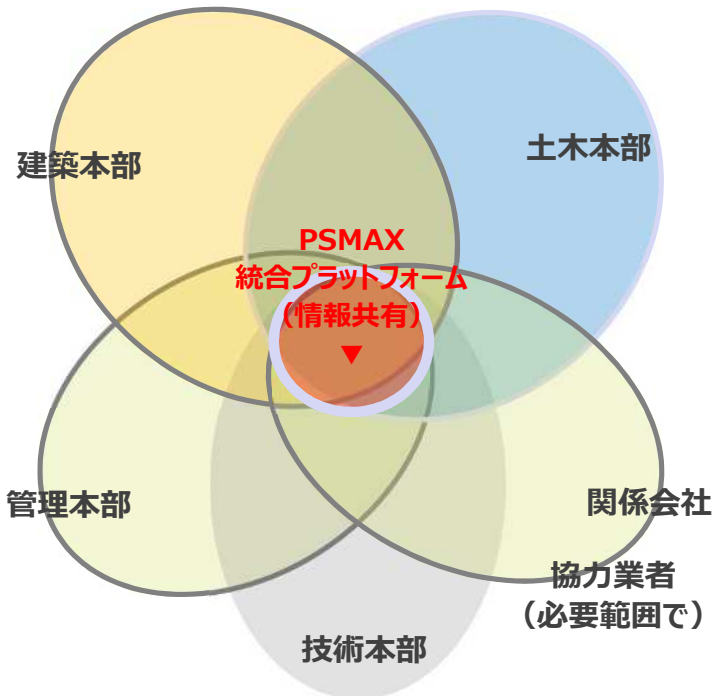 建築本部
土木本部
PSMAX
統合プラットフォーム
（情報共有）
▼
管理本部
関係会社
協力業者
（必要範囲で）
技術本部